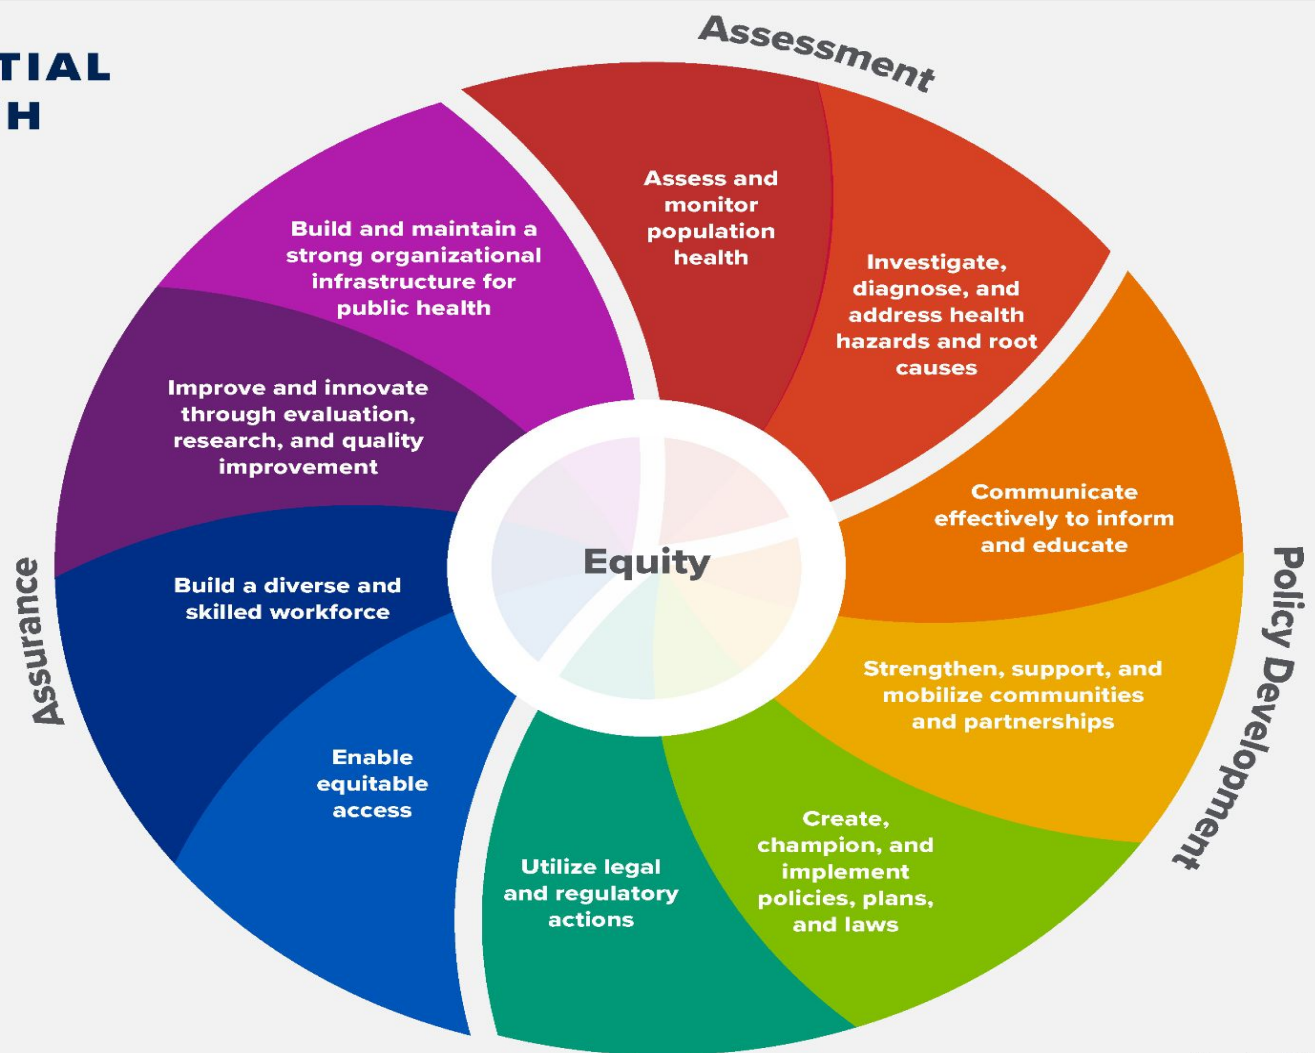 TIAL
H
Assessment
Assess and
monitor
population
health
Investigate,
diagnose, and
address health
hazards and root
causes
Policy Development
Communicate
effectively to inform
and educate
Strengthen, support, and
mobilize communities
and partnerships
Create,
champion, and
implement
policies, plans,
and laws
Utilize legal
and regulatory
actions
Assurance
Enable
equitable
access
Build a diverse and
skilled workforce
Improve and innovate
through evaluation,
research, and quality
improvement
Build and maintain a
strong organizational
infrastructure for
public health
Equity